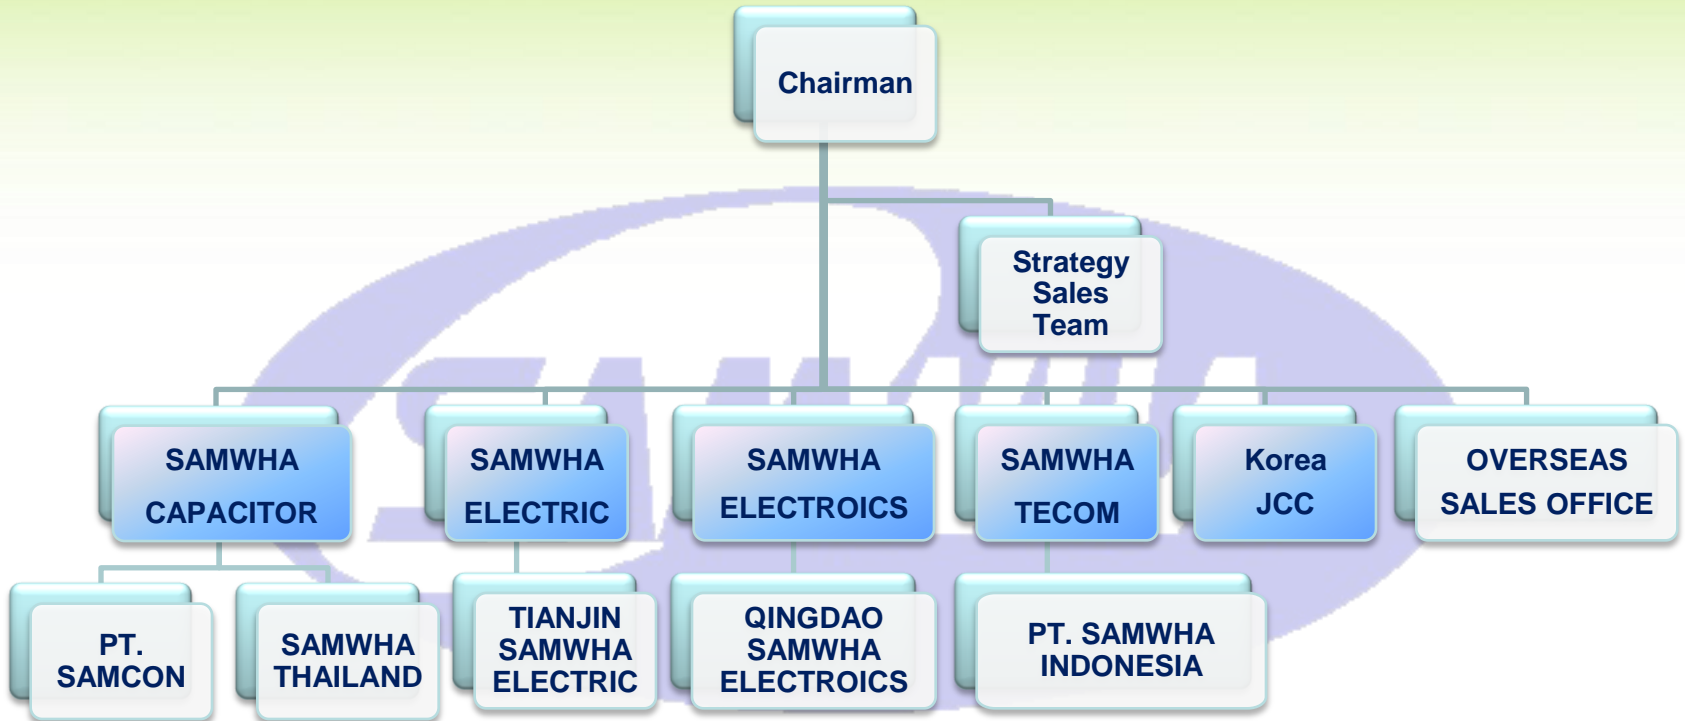 Chairman
Strategy
Sales
Team
SAMWHA
CAPACITOR
SAMWHA
ELECTRIC
SAMWHA
ELECTROICS
SAMWHA
TECOM
Korea
JCC
OVERSEAS
SALES OFFICE
PT.
SAMCON
SAMWHA
THAILAND
TIANJIN
SAMWHA
ELECTRIC
QINGDAO
SAMWHA
ELECTROICS
PT. SAMWHA
INDONESIA
SAMWHA